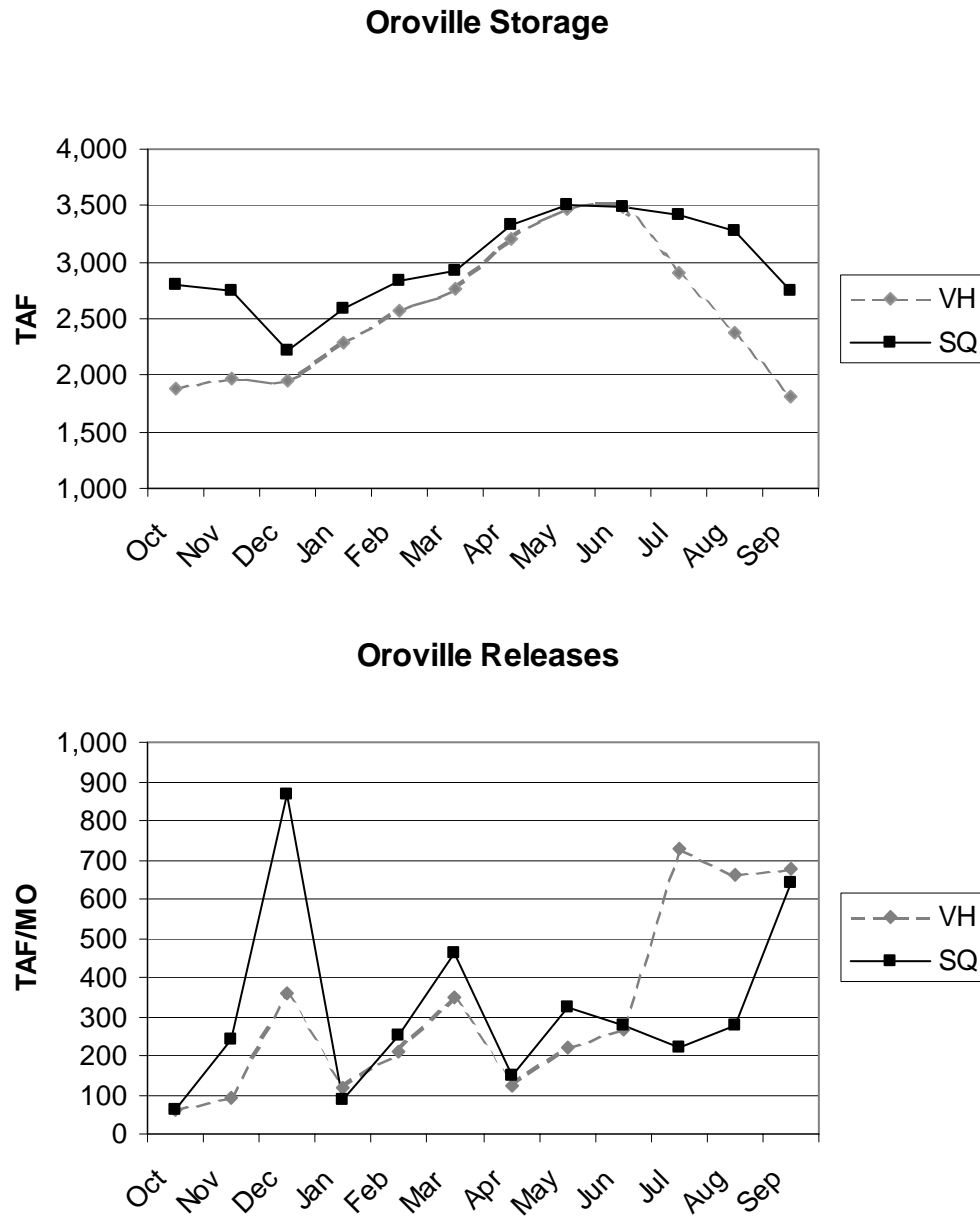 Oroville Storage
4,000
3,500
3,000
2,500
2,000
1,500
1,000
TAF
Oct
Nov
Dec
Jan
Feb
Mar
Apr
May
Jun
Jul
Aug
Sep
VH
SQ
Oroville Releases
1,000
900
800
700
600
500
400
300
200
100
0
TAF/MO
Oct
Nov
Dec
Jan
Feb
Mar
Apr
May
Jun
Jul
Aug
Sep
VH
SQ